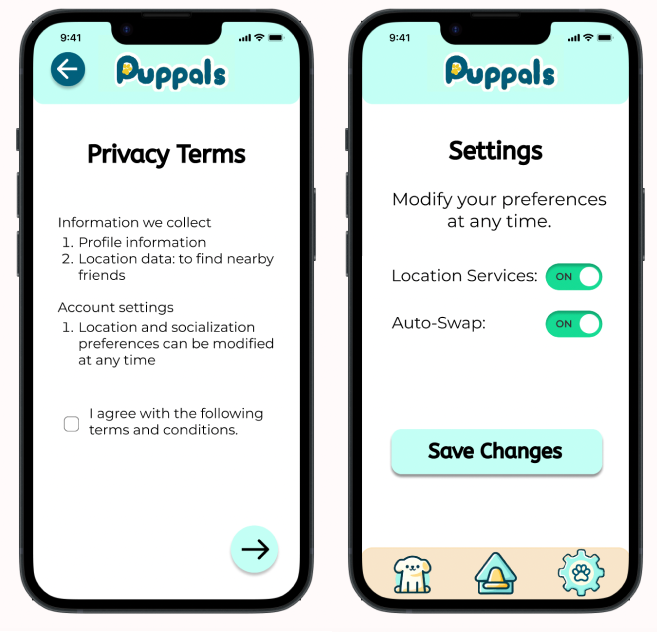 9:41
Puppals
Privacy Terms
Information we collect
1. Profile information
2. Location data: to find nearby
friends
Account settings
1. Location and socialization
preferences can be modified
at any time
I agree with the following
terms and conditions.
9:41
Puppals
Settings
Modify your preferences
at any time.
Location Services: ON
Auto-Swap: ON
Save Changes